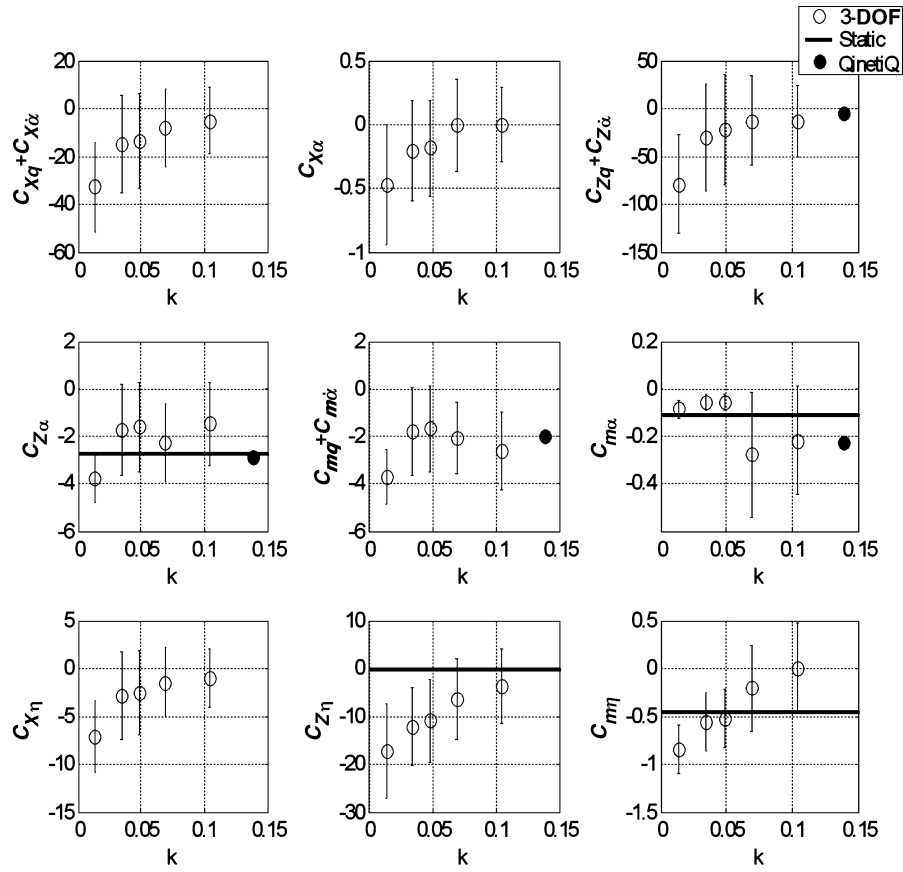 3-DOF
Static
QinetiQ
20
0
-20
-40
-60
C_Xq+C_Xα̇
0 0.05 0.1 0.15
k
0.5
0
-0.5
-1
C_Xα
0 0.05 0.1 0.15
k
50
0
-50
-100
-150
C_Zq+C_Zα̇
0 0.05 0.1 0.15
k
2
0
-2
-4
-6
C_Zα
0 0.05 0.1 0.15
k
2
0
-2
-4
-6
C_mq+C_mα̇
0 0.05 0.1 0.15
k
0.2
0
-0.2
-0.4
C_mα
0 0.05 0.1 0.15
k
5
0
-5
-10
-15
C_Xη
0 0.05 0.1 0.15
k
10
0
-10
-20
-30
C_Zη
0 0.05 0.1 0.15
k
0.5
0
-0.5
-1
-1.5
C_mη
0 0.05 0.1 0.15
k